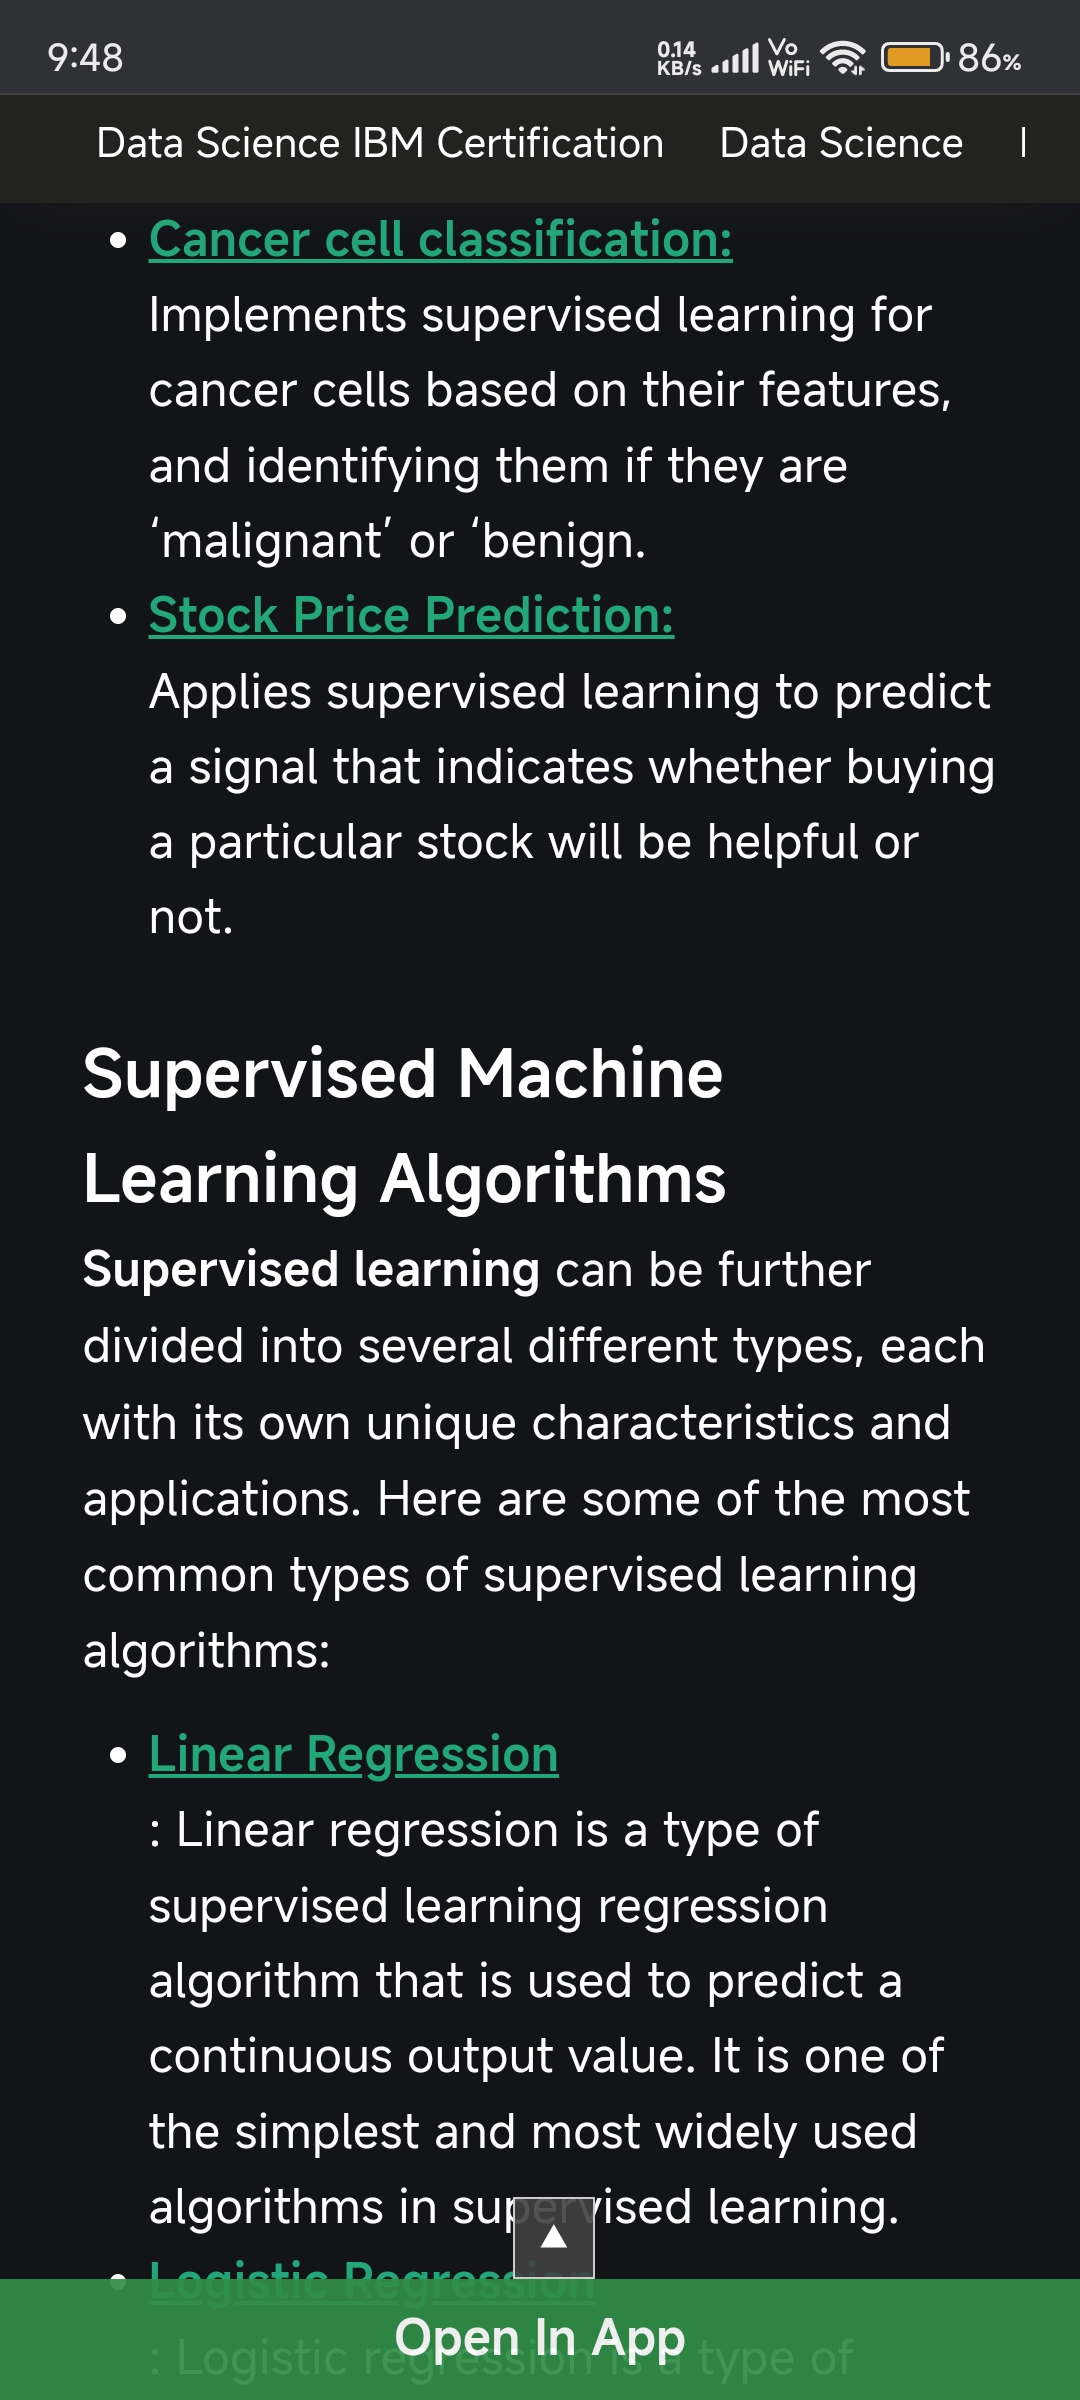 9:48
0.14
KB/s
Vo
WiFi
86%
Data Science IBM Certification Data Science
• Cancer cell classification:
Implements supervised learning for
cancer cells based on their features,
and identifying them if they are
‘malignant’ or ‘benign.
• Stock Price Prediction:
Applies supervised learning to predict
a signal that indicates whether buying
a particular stock will be helpful or
not.
Supervised Machine
Learning Algorithms
Supervised learning can be further
divided into several different types, each
with its own unique characteristics and
applications. Here are some of the most
common types of supervised learning
algorithms:
• Linear Regression
: Linear regression is a type of
supervised learning regression
algorithm that is used to predict a
continuous output value. It is one of
the simplest and most widely used
algorithms in supervised learning.
• Logistic Regression
: Logistic regression is a type of
Open In App